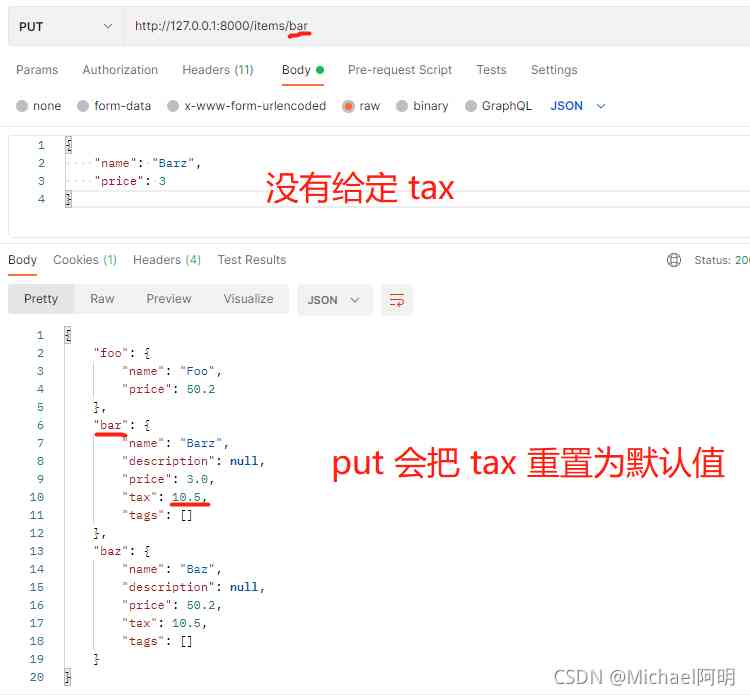 PUT http://127.0.0.1:8000/items/bar
Params Authorization Headers (11) Body Pre-request Script Tests Settings
none form-data x-www-form-urlencoded raw binary GraphQL JSON
1 {
2 "name": "Barz",
3 "price": 3
4 }
没有给定 tax
Body Cookies (1) Headers (4) Test Results Status: 200
Pretty Raw Preview Visualize JSON
1 {
2 "foo": {
3 "name": "Foo",
4 "price": 50.2
5 },
6 "bar": {
7 "name": "Barz",
8 "description": null,
9 "price": 3.0,
10 "tax": 10.5,
11 "tags": []
12 },
13 "baz": {
14 "name": "Baz",
15 "description": null,
16 "price": 50.2,
17 "tax": 10.5,
18 "tags": []
19 }
20 }
put 会把 tax 重置为默认值
CSDN @Michael阿明